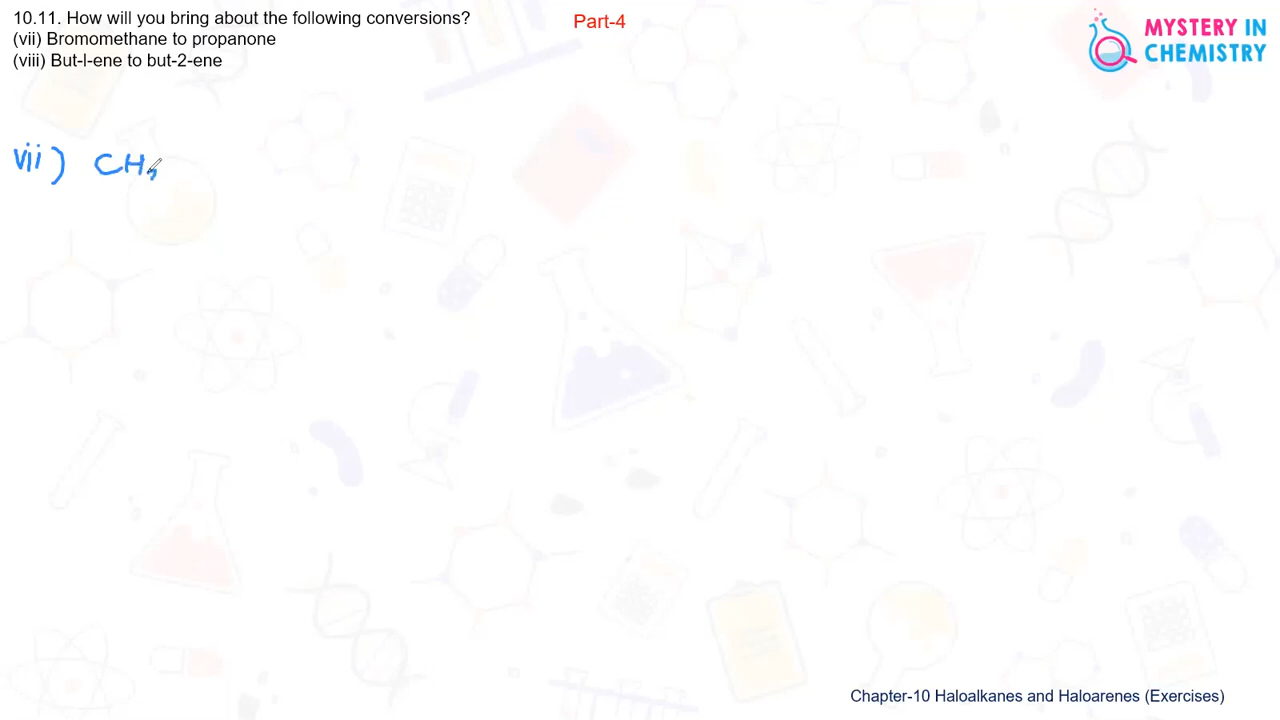 10.11. How will you bring about the following conversions?
Part-4
(vii) Bromomethane to propanone
(viii) But-l-ene to but-2-ene
MYSTERY IN
CHEMISTRY
vii) CH
Chapter-10 Haloalkanes and Haloarenes (Exercises)